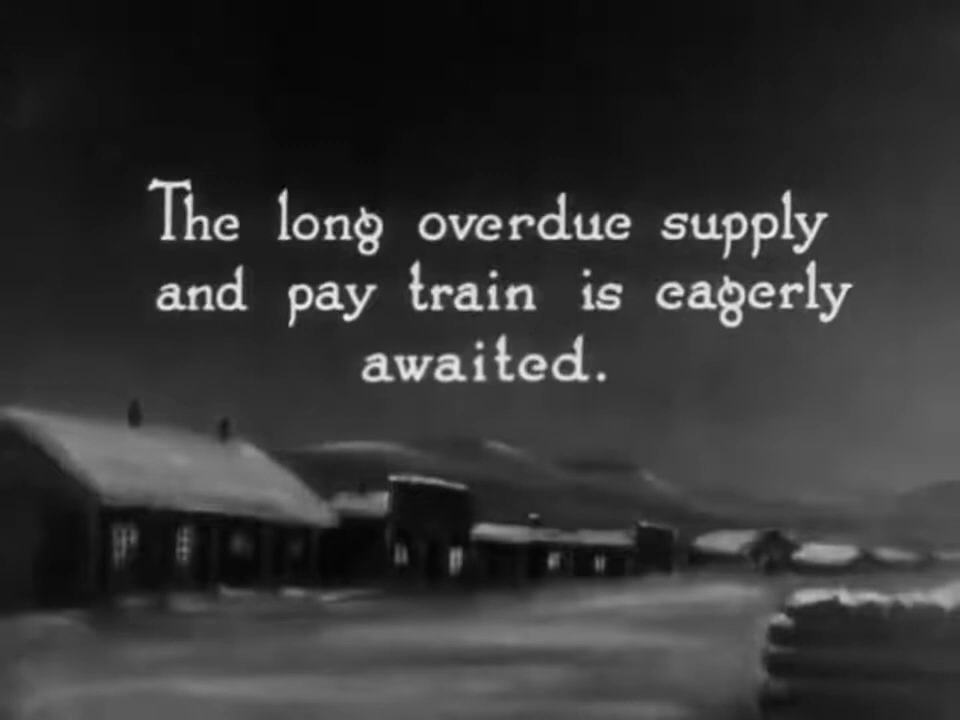 The long overdue supply
and pay train is eagerly
awaited.